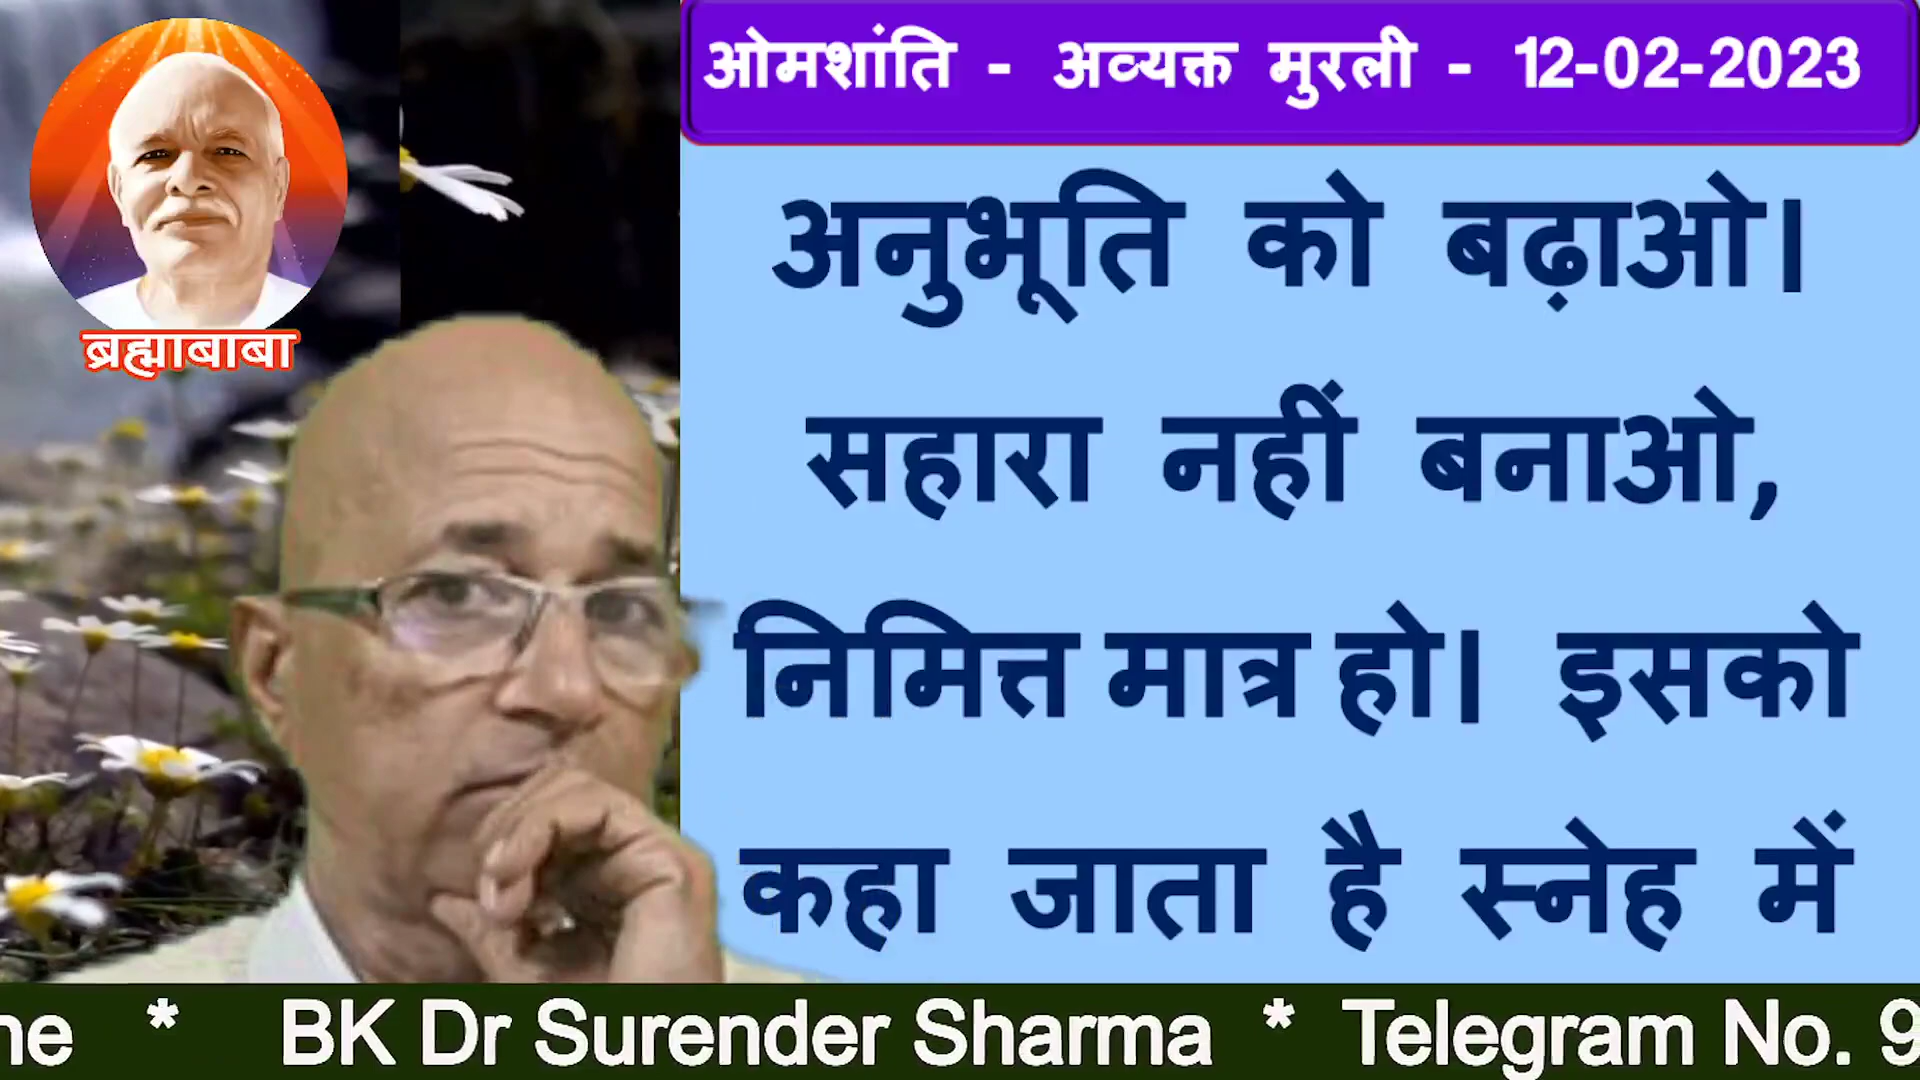 ओमशांति - अव्यक्त मुरली - 12-02-2023
ब्रह्माबाबा
अनुभूति को बढ़ाओ।
सहारा नहीं बनाओ,
निमित्त मात्र हो। इसको
कहा जाता है स्नेह में
* BK Dr Surender Sharma * Telegram No. 9